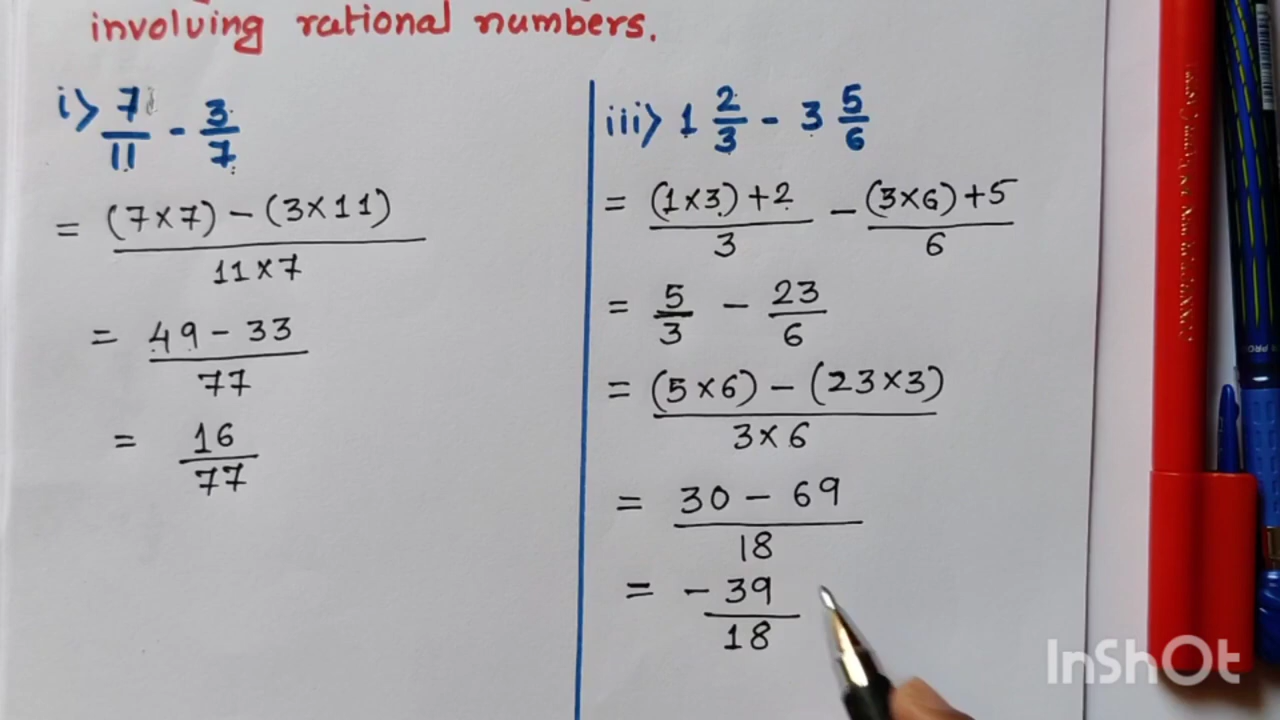 involving rational numbers.
i) 7/11 - 3/7
= (7×7) - (3×11) / 11×7
= 49 - 33 / 77
= 16/77
iii) 1 2/3 - 3 5/6
= (1×3)+2 / 3 - (3×6)+5 / 6
= 5/3 - 23/6
= (5×6) - (23×3) / 3×6
= 30 - 69 / 18
= -39/18
InShOt